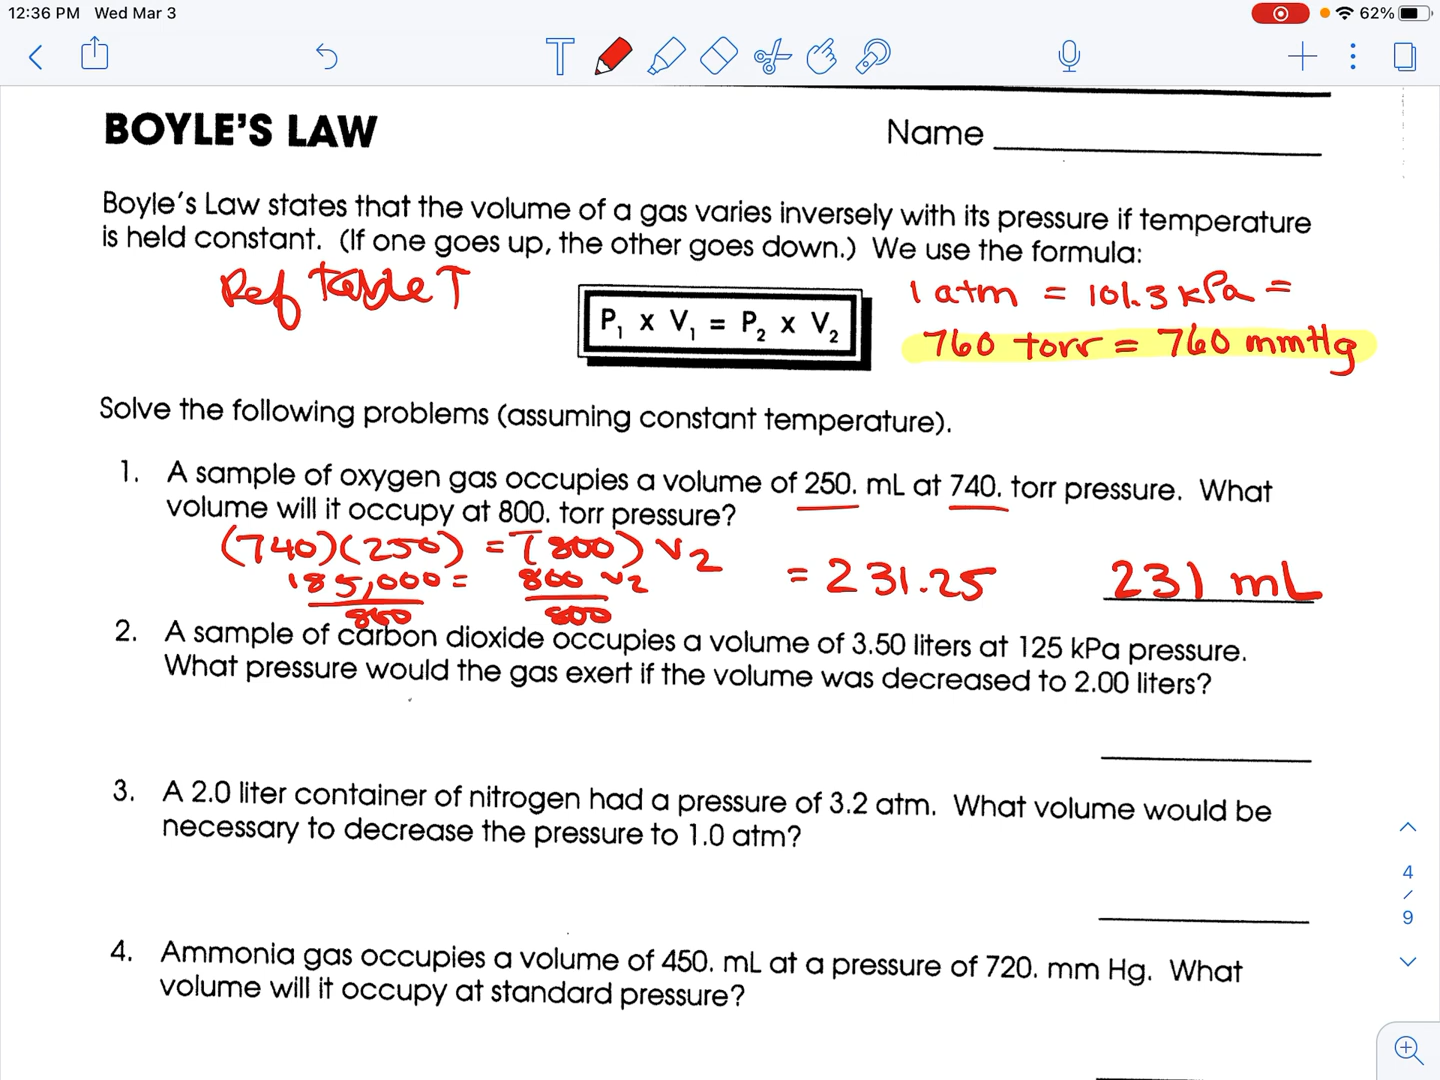 12:36 PM Wed Mar 3
62%
BOYLE'S LAW
Name
Boyle's Law states that the volume of a gas varies inversely with its pressure if temperature
is held constant. (If one goes up, the other goes down.) We use the formula:
Ref Table T
P₁ x V₁ = P₂ x V₂
1 atm = 101.3 kPa =
760 torr = 760 mmHg
Solve the following problems (assuming constant temperature).
1. A sample of oxygen gas occupies a volume of 250. mL at 740. torr pressure. What
volume will it occupy at 800. torr pressure?
(740)(250) = (800) V₂
185,000 = 800 V₂
800 800
= 231.25
231 mL
2. A sample of carbon dioxide occupies a volume of 3.50 liters at 125 kPa pressure.
What pressure would the gas exert if the volume was decreased to 2.00 liters?
3. A 2.0 liter container of nitrogen had a pressure of 3.2 atm. What volume would be
necessary to decrease the pressure to 1.0 atm?
4. Ammonia gas occupies a volume of 450. mL at a pressure of 720. mm Hg. What
volume will it occupy at standard pressure?
4
/
9